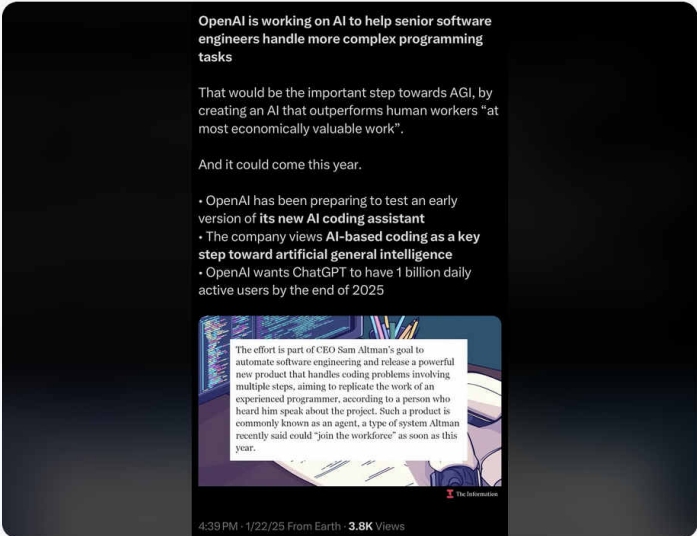 OpenAI is working on AI to help senior software
engineers handle more complex programming
tasks
That would be the important step towards AGI, by
creating an AI that outperforms human workers “at
most economically valuable work”.
And it could come this year.
• OpenAI has been preparing to test an early
version of its new AI coding assistant
• The company views AI-based coding as a key
step toward artificial general intelligence
• OpenAI wants ChatGPT to have 1 billion daily
active users by the end of 2025
The effort is part of CEO Sam Altman’s goal to
automate software engineering and release a powerful
new product that handles coding problems involving
multiple steps, aiming to replicate the work of an
experienced programmer, according to a person who
heard him speak about the project. Such a product is
commonly known as an agent, a type of system Altman
recently said could “join the workforce” as soon as this
year.
The Information
4:39 PM · 1/22/25 From Earth · 3.8K Views